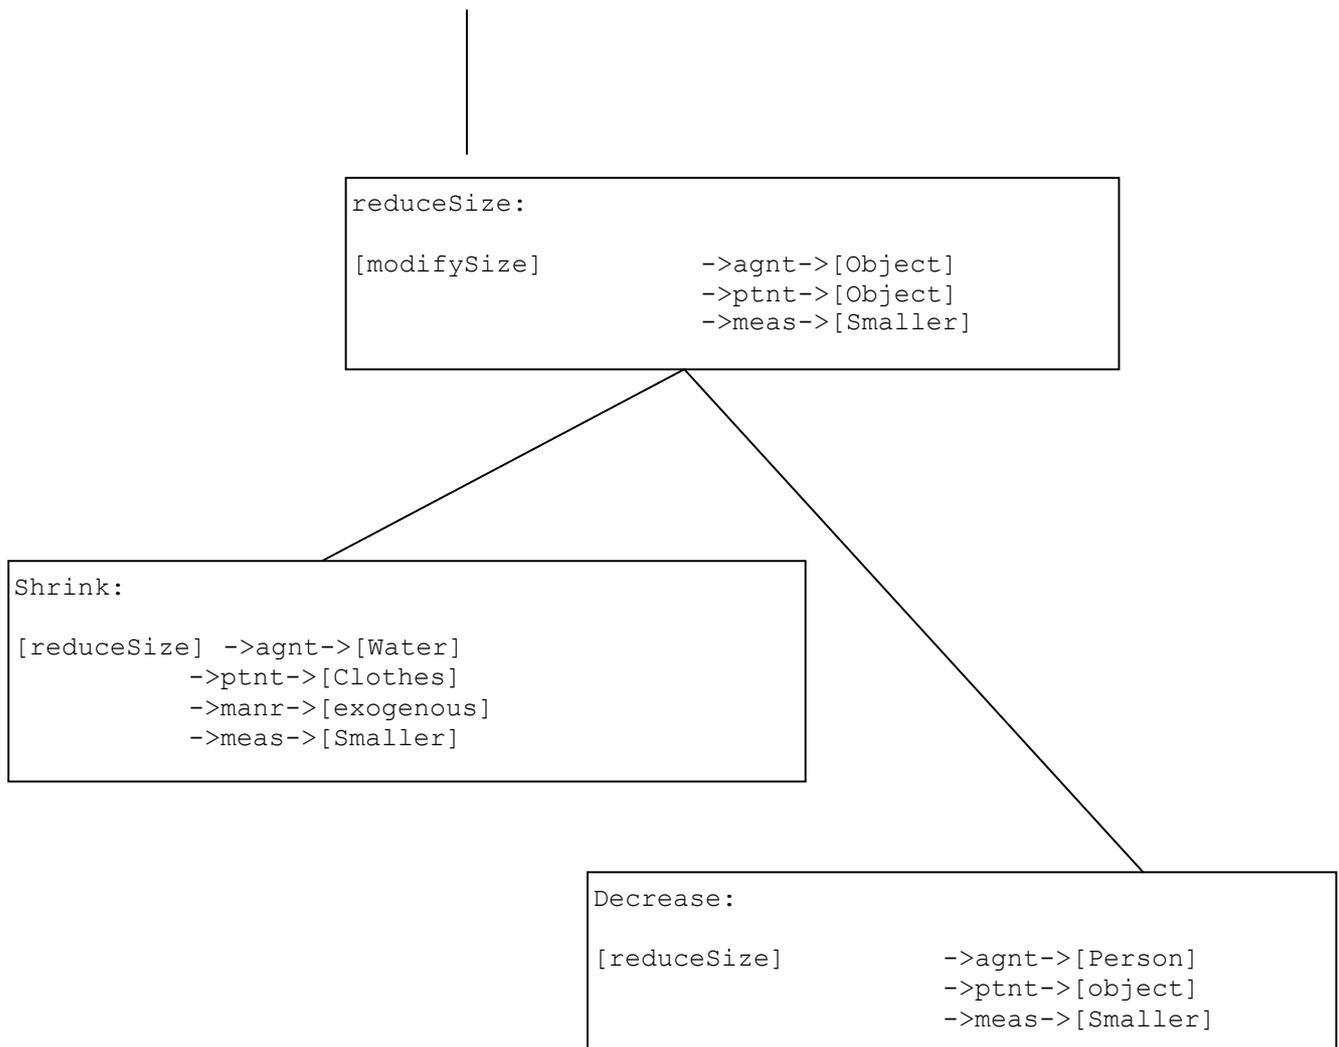 reduceSize:
[modifySize] ->agnt->[Object]
->ptnt->[Object]
->meas->[Smaller]
Shrink:
[reduceSize] ->agnt->[Water]
->ptnt->[Clothes]
->manr->[exogenous]
->meas->[Smaller]
Decrease:
[reduceSize] ->agnt->[Person]
->ptnt->[object]
->meas->[Smaller]